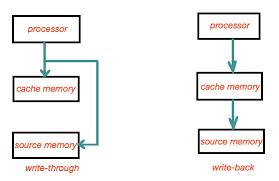 processor
cache memory
source memory
write-through
processor
cache memory
source memory
write-back